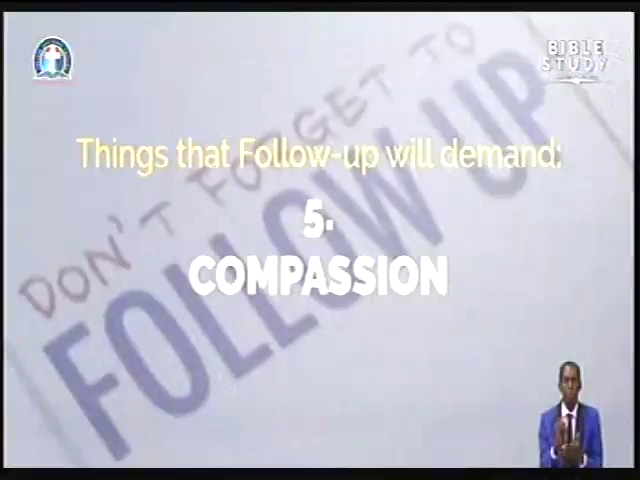 BIBLE
STUDY
Things that Follow-up will demand:
5.
COMPASSION
DON'T FORGET TO
FOLLOW UP